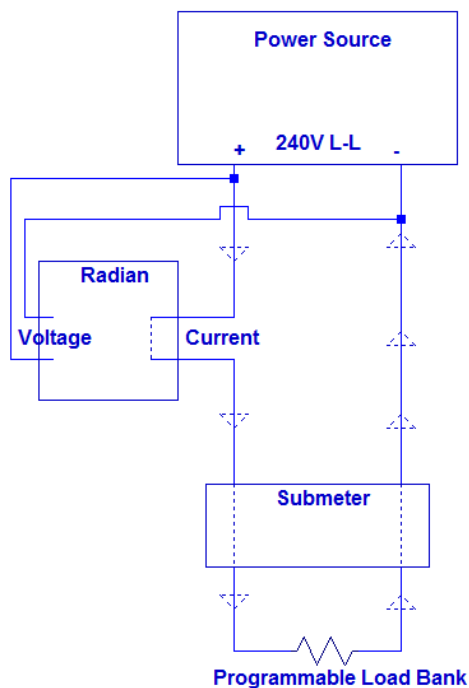 Power Source
+ 240V L-L -
Radian
Voltage Current
Submeter
Programmable Load Bank